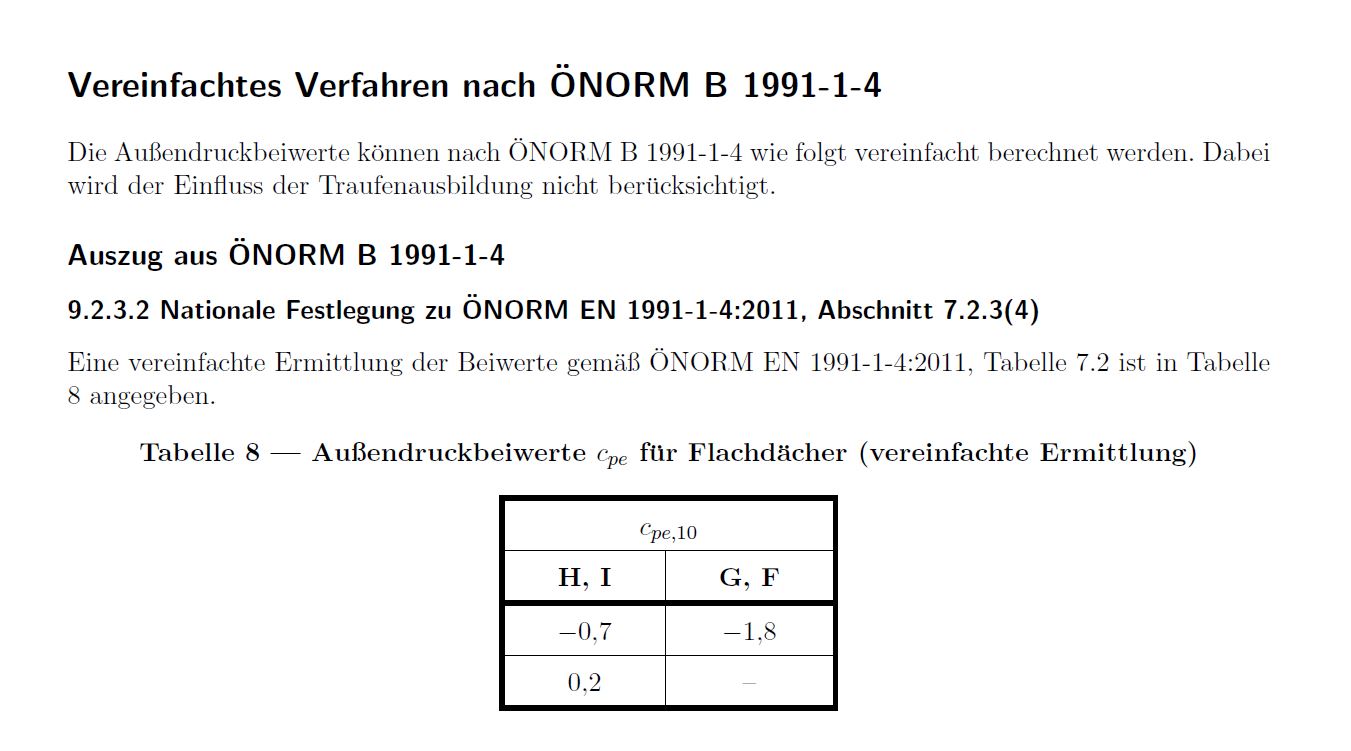 Vereinfachtes Verfahren nach ÖNORM B 1991-1-4
Die Außendruckbeiwerte können nach ÖNORM B 1991-1-4 wie folgt vereinfacht berechnet werden. Dabei
wird der Einfluss der Traufenausbildung nicht berücksichtigt.
Auszug aus ÖNORM B 1991-1-4
9.2.3.2 Nationale Festlegung zu ÖNORM EN 1991-1-4:2011, Abschnitt 7.2.3(4)
Eine vereinfachte Ermittlung der Beiwerte gemäß ÖNORM EN 1991-1-4:2011, Tabelle 7.2 ist in Tabelle
8 angegeben.
Tabelle 8 — Außendruckbeiwerte cpe für Flachdächer (vereinfachte Ermittlung)
cpe,10
H, I G, F
−0,7 −1,8
0,2 –